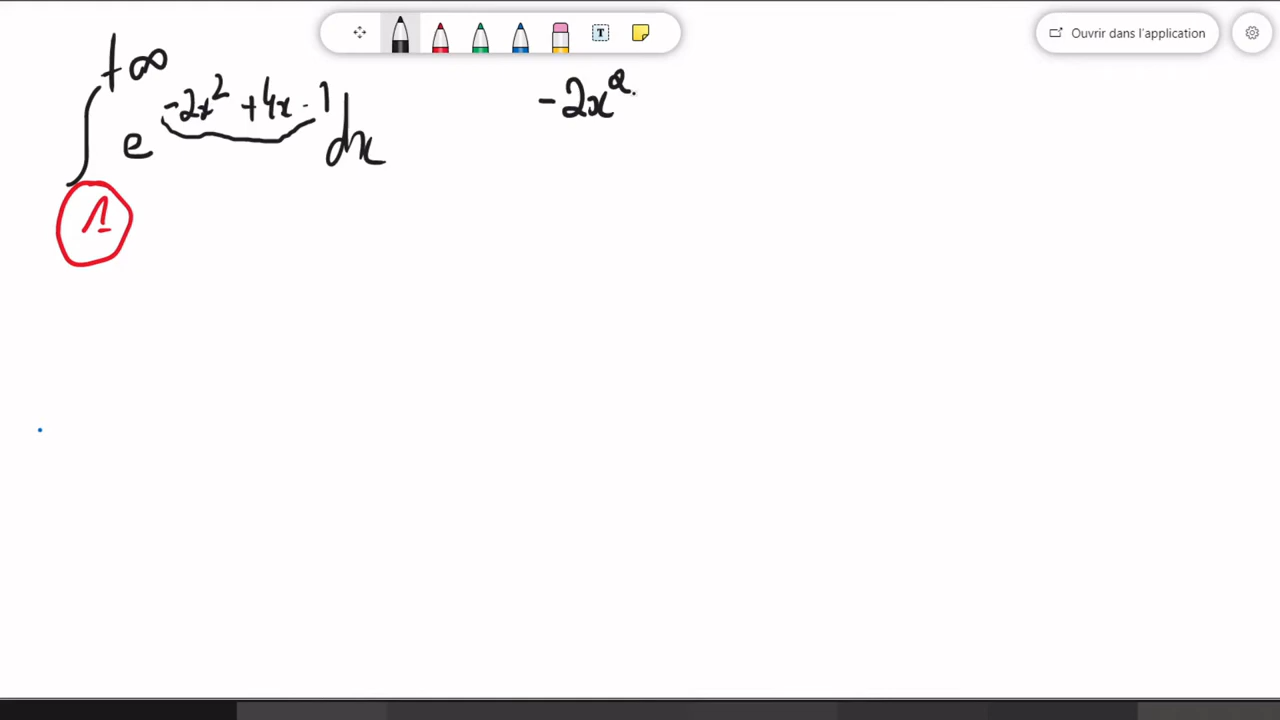 Ouvrir dans l'application
+∞
∫ e^{-2x² + 4x - 1} dx
1
-2x²